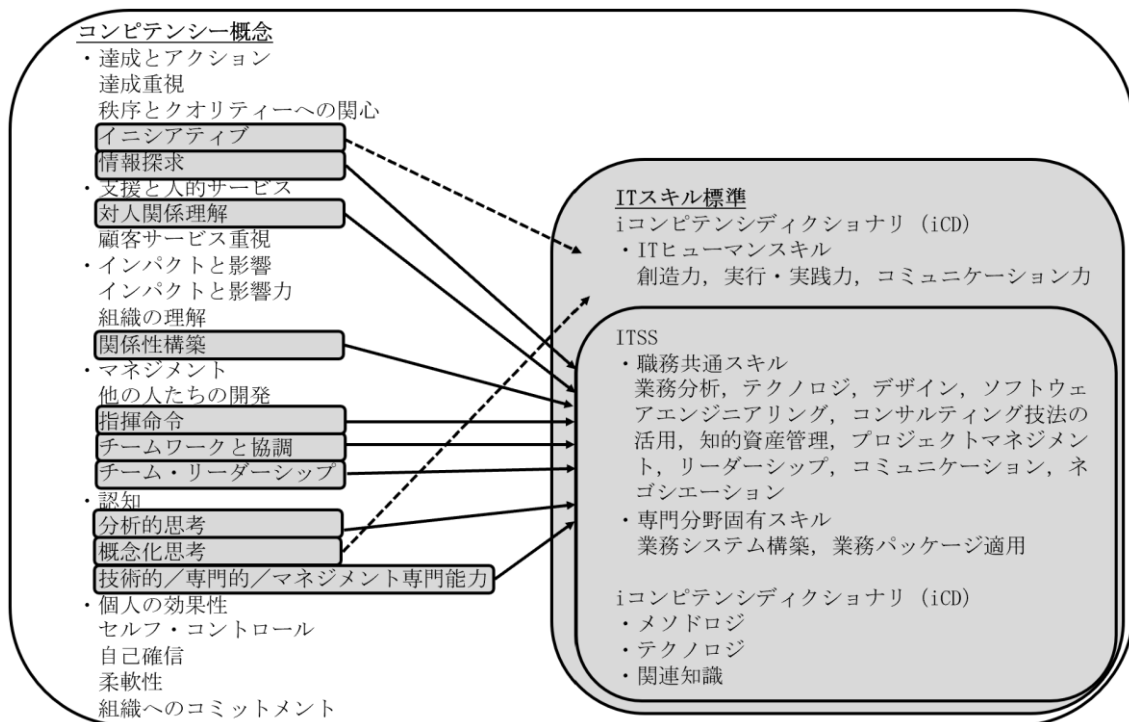 コンピテンシー概念
・達成とアクション
達成重視
秩序とクオリティーへの関心
イニシアティブ
情報探求
・支援と人的サービス
対人関係理解
顧客サービス重視
・インパクトと影響
インパクトと影響力
組織の理解
関係性構築
・マネジメント
他の人たちの開発
指揮命令
チームワークと協調
チーム・リーダーシップ
・認知
分析的思考
概念化思考
技術的／専門的／マネジメント専門能力
・個人の効果性
セルフ・コントロール
自己確信
柔軟性
組織へのコミットメント
ITスキル標準
iコンピテンシディクショナリ (iCD)
・ITヒューマンスキル
創造力, 実行・実践力, コミュニケーション力
ITSS
・職務共通スキル
業務分析, テクノロジ, デザイン, ソフトウェ
アエンジニアリング, コンサルティング技法の
活用, 知的資産管理, プロジェクトマネジメン
ト, リーダーシップ, コミュニケーション, ネ
ゴシエーション
・専門分野固有スキル
業務システム構築, 業務パッケージ適用
iコンピテンシディクショナリ (iCD)
・メソドロジ
・テクノロジ
・関連知識